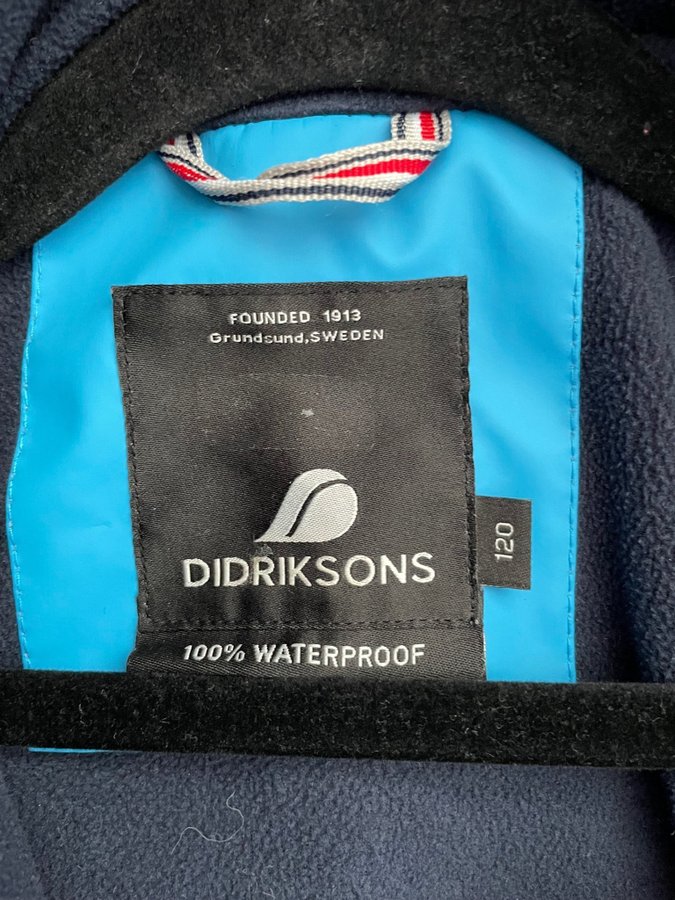 FOUNDED 1913
Grundsund,SWEDEN
DIDRIKSONS
120
100% WATERPROOF